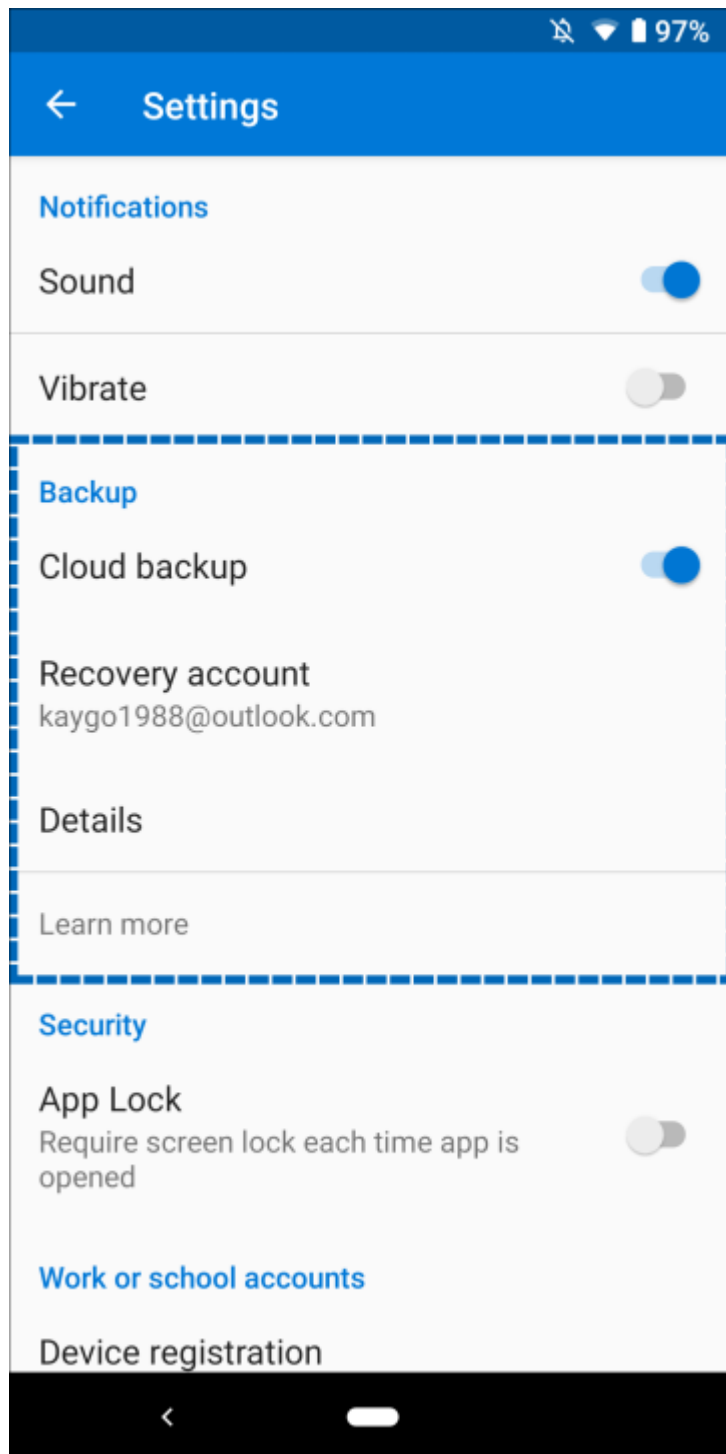 97%
Settings
Notifications
Sound
Vibrate
Backup
Cloud backup
Recovery account
kaygo1988@outlook.com
Details
Learn more
Security
App Lock
Require screen lock each time app is
opened
Work or school accounts
Device registration